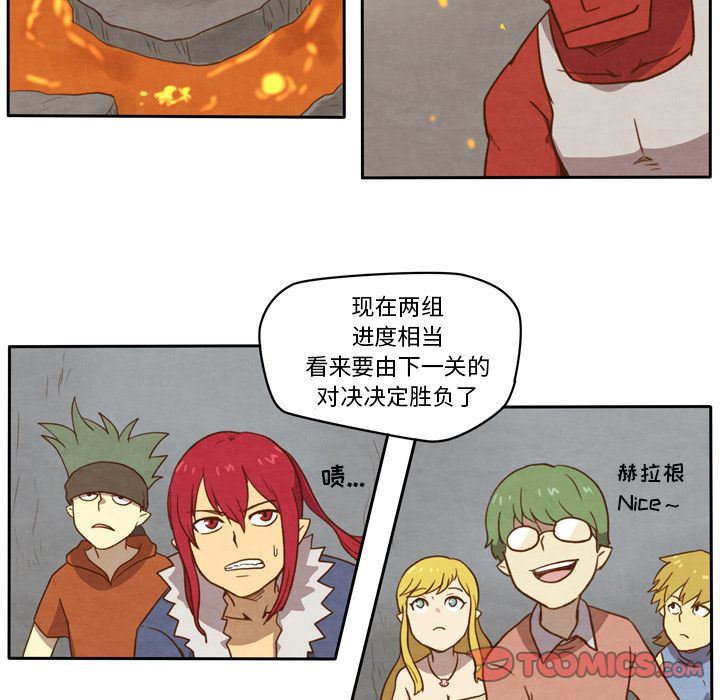 现在两组
进度相当
看来要由下一关的
对决决定胜负了
啧...
赫拉根
Nice~
TOOMICS.COM